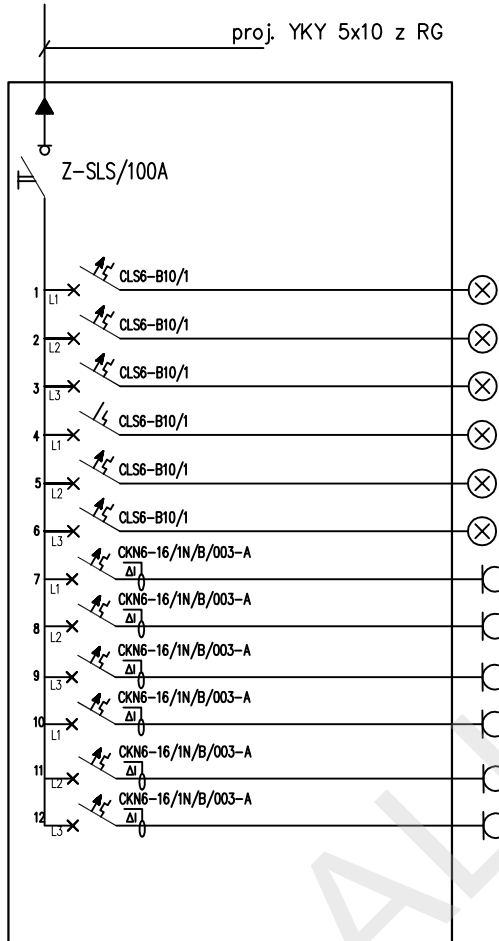 proj. YKY 5x10 z RG
Z-SLS/100A
CLS6-B10/1
1
L1
CLS6-B10/1
2
L2
CLS6-B10/1
3
L3
CLS6-B10/1
4
L1
CLS6-B10/1
5
L2
CLS6-B10/1
6
L3
CKN6-16/1N/B/003-A
ΔI
7
L1
CKN6-16/1N/B/003-A
ΔI
8
L2
CKN6-16/1N/B/003-A
ΔI
9
L3
CKN6-16/1N/B/003-A
ΔI
10
L1
CKN6-16/1N/B/003-A
ΔI
11
L2
CKN6-16/1N/B/003-A
ΔI
12
L3